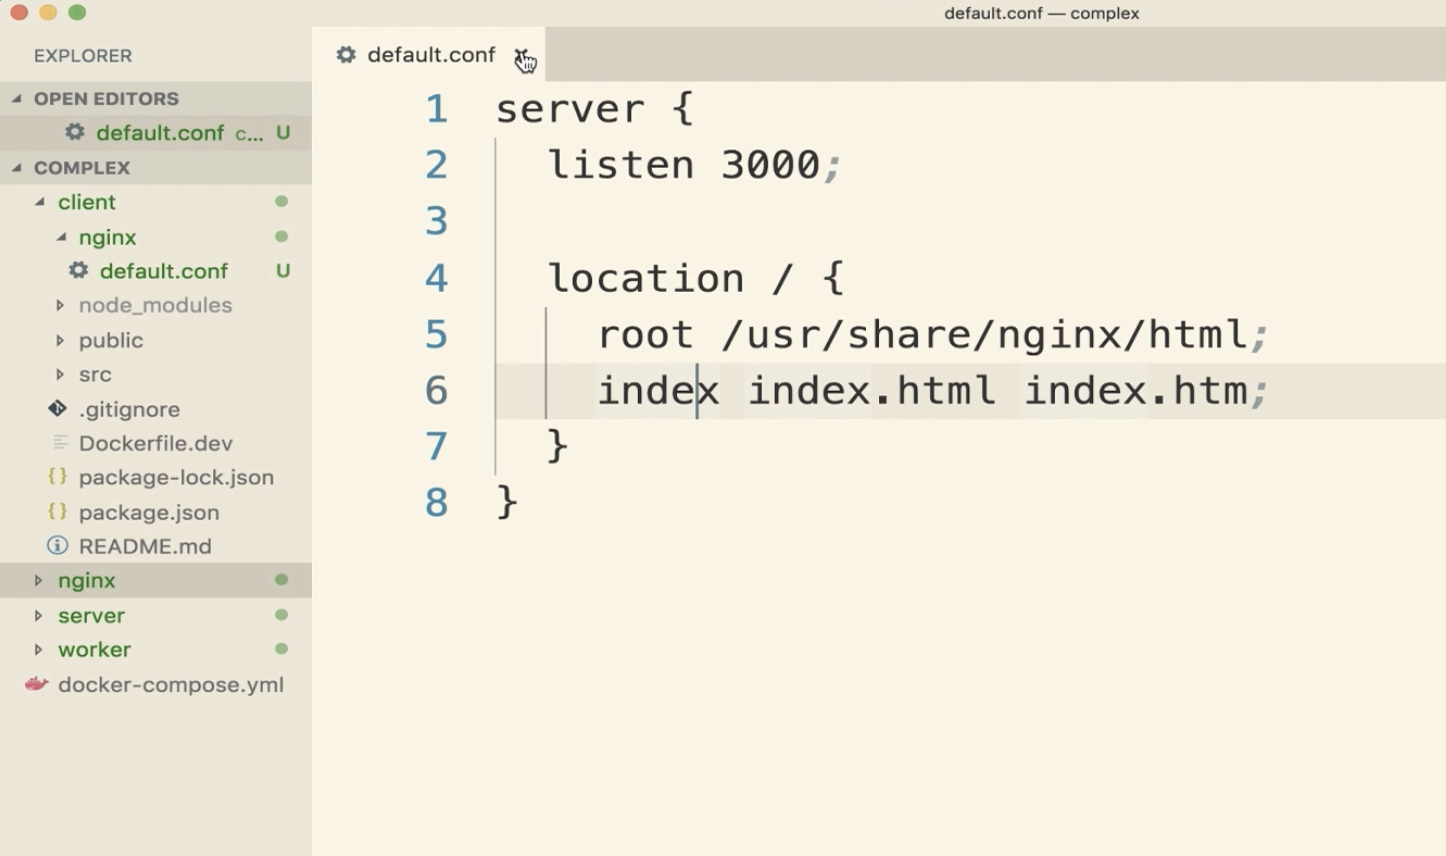 default.conf — complex
EXPLORER
OPEN EDITORS
default.conf c... U
COMPLEX
client
nginx
default.conf U
node_modules
public
src
.gitignore
Dockerfile.dev
package-lock.json
package.json
README.md
nginx
server
worker
docker-compose.yml
default.conf
1 server {
2   listen 3000;
3
4   location / {
5     root /usr/share/nginx/html;
6     index index.html index.htm;
7   }
8 }